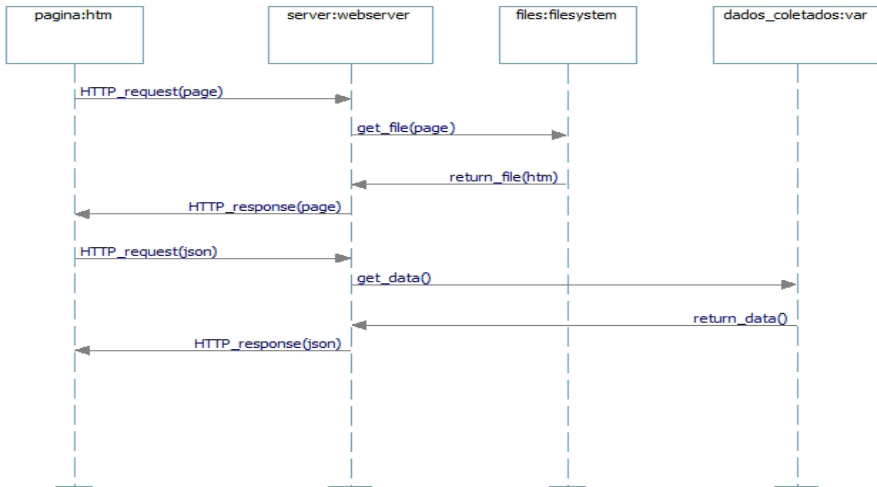 pagina:htm
server:webserver
files:filesystem
dados_coletados:var
HTTP_request(page)
get_file(page)
return_file(htm)
HTTP_response(page)
HTTP_request(json)
get_data()
return_data()
HTTP_response(json)